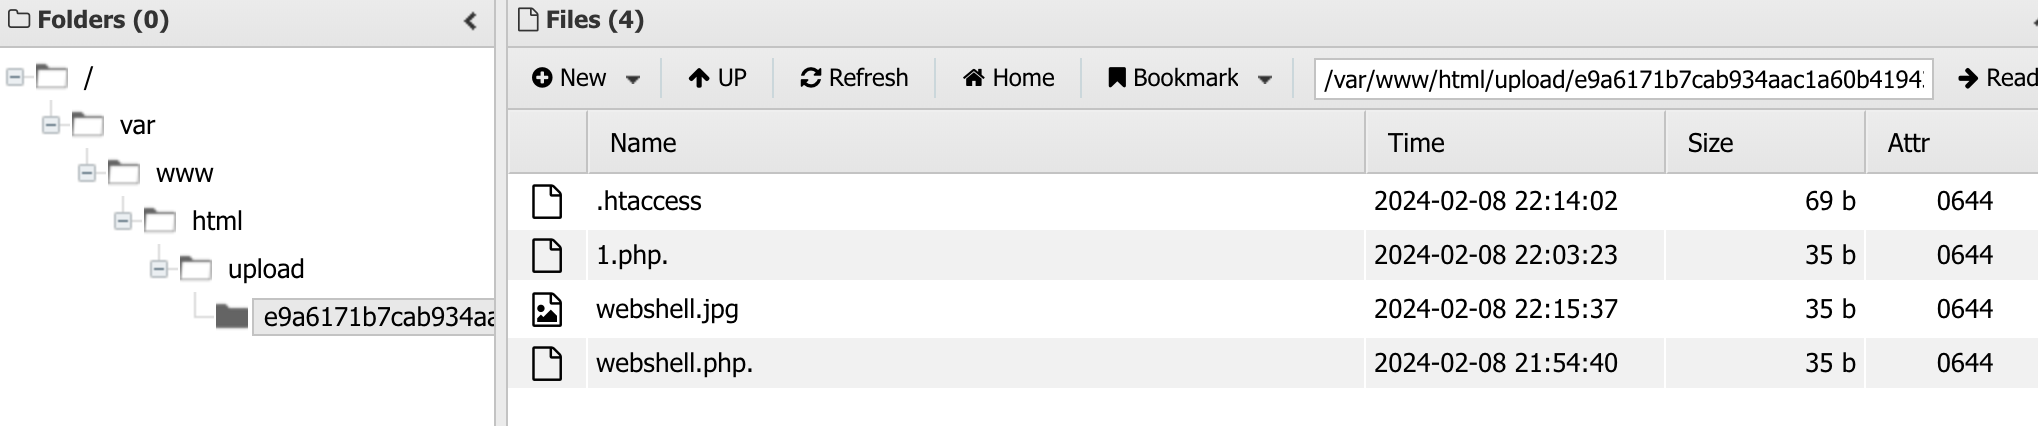 Folders (0)
/
var
www
html
upload
e9a6171b7cab934aa
Files (4)
New UP Refresh Home Bookmark /var/www/html/upload/e9a6171b7cab934aac1a60b4194 Read
Name Time Size Attr
.htaccess 2024-02-08 22:14:02 69 b 0644
1.php. 2024-02-08 22:03:23 35 b 0644
webshell.jpg 2024-02-08 22:15:37 35 b 0644
webshell.php. 2024-02-08 21:54:40 35 b 0644